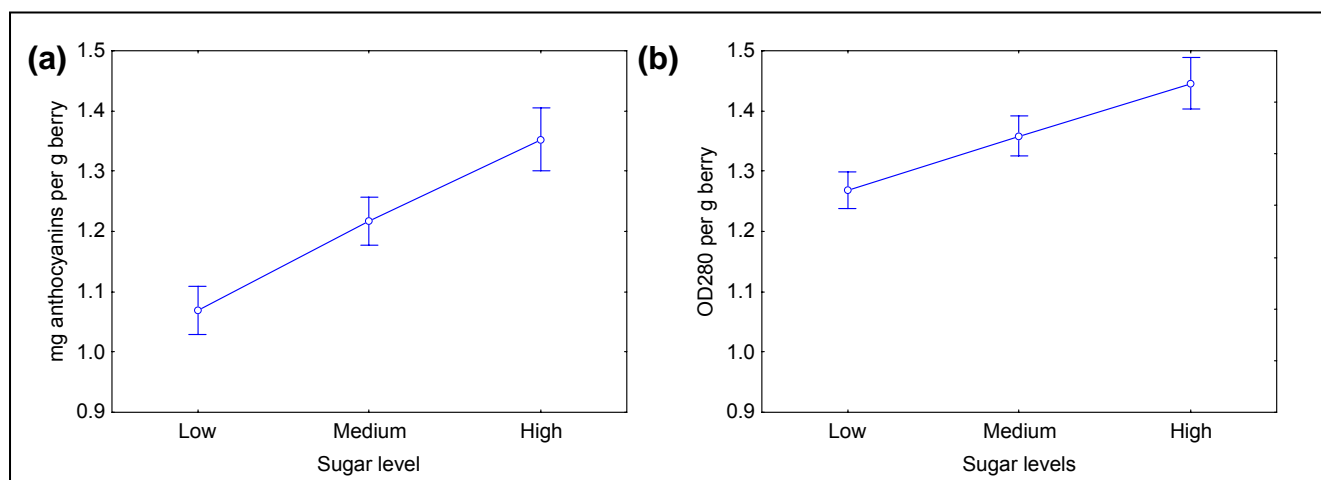 (a)
mg anthocyanins per g berry
1.5
1.4
1.3
1.2
1.1
1.0
0.9
Low Medium High
Sugar level
(b)
OD280 per g berry
1.5
1.4
1.3
1.2
1.1
1.0
0.9
Low Medium High
Sugar levels